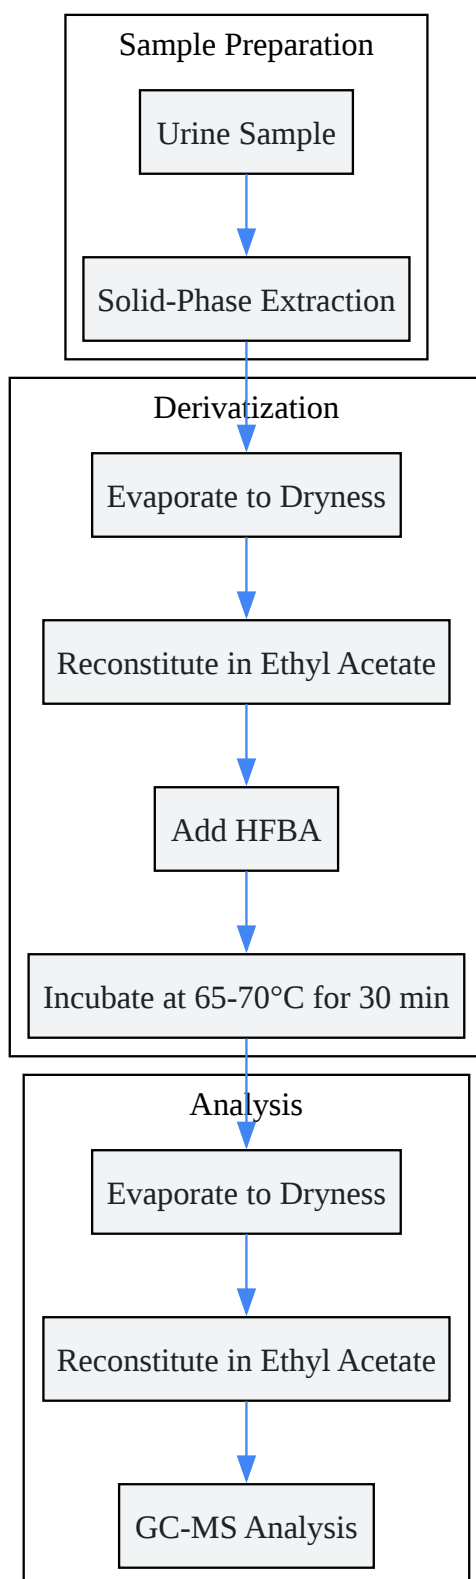 Sample Preparation
Urine Sample
Solid-Phase Extraction
Derivatization
Evaporate to Dryness
Reconstitute in Ethyl Acetate
Add HFBA
Incubate at 65-70°C for 30 min
Analysis
Evaporate to Dryness
Reconstitute in Ethyl Acetate
GC-MS Analysis